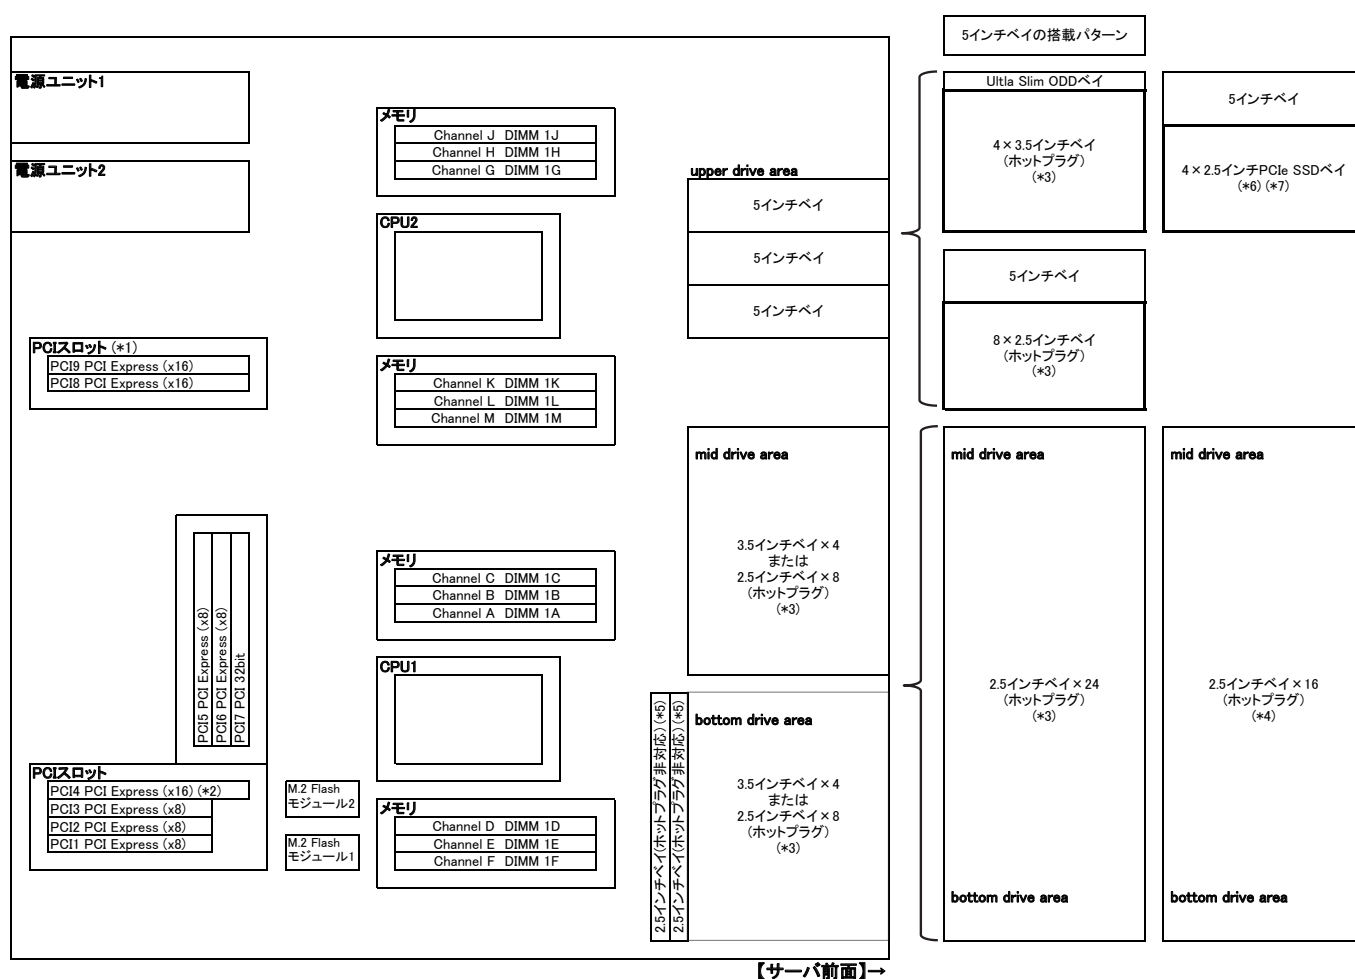 5インチベイの搭載パターン
電源ユニット1
電源ユニット2
メモリ
Channel J DIMM 1J
Channel H DIMM 1H
Channel G DIMM 1G
CPU2
PCIスロット (*1)
PCI9 PCI Express (x16)
PCI8 PCI Express (x16)
メモリ
Channel K DIMM 1K
Channel L DIMM 1L
Channel M DIMM 1M
upper drive area
5インチベイ
5インチベイ
5インチベイ
Ultla Slim ODDベイ
4×3.5インチベイ
(ホットプラグ)
(*3)
5インチベイ
4×2.5インチPCIe SSDベイ
(*6) (*7)
5インチベイ
8×2.5インチベイ
(ホットプラグ)
(*3)
PCI5 PCI Express (x8)
PCI6 PCI Express (x8)
PCI7 PCI 32bit
メモリ
Channel C DIMM 1C
Channel B DIMM 1B
Channel A DIMM 1A
CPU1
PCIスロット
PCI4 PCI Express (x16) (*2)
PCI3 PCI Express (x8)
PCI2 PCI Express (x8)
PCI1 PCI Express (x8)
M.2 Flash
モジュール2
M.2 Flash
モジュール1
メモリ
Channel D DIMM 1D
Channel E DIMM 1E
Channel F DIMM 1F
mid drive area
3.5インチベイ×4
または
2.5インチベイ×8
(ホットプラグ)
(*3)
2.5インチベイ(ホットプラグ非対応) (*5)
2.5インチベイ(ホットプラグ非対応) (*5)
bottom drive area
3.5インチベイ×4
または
2.5インチベイ×8
(ホットプラグ)
(*3)
mid drive area
2.5インチベイ×24
(ホットプラグ)
(*3)
bottom drive area
mid drive area
2.5インチベイ×16
(ホットプラグ)
(*4)
bottom drive area
【サーバ前面】→